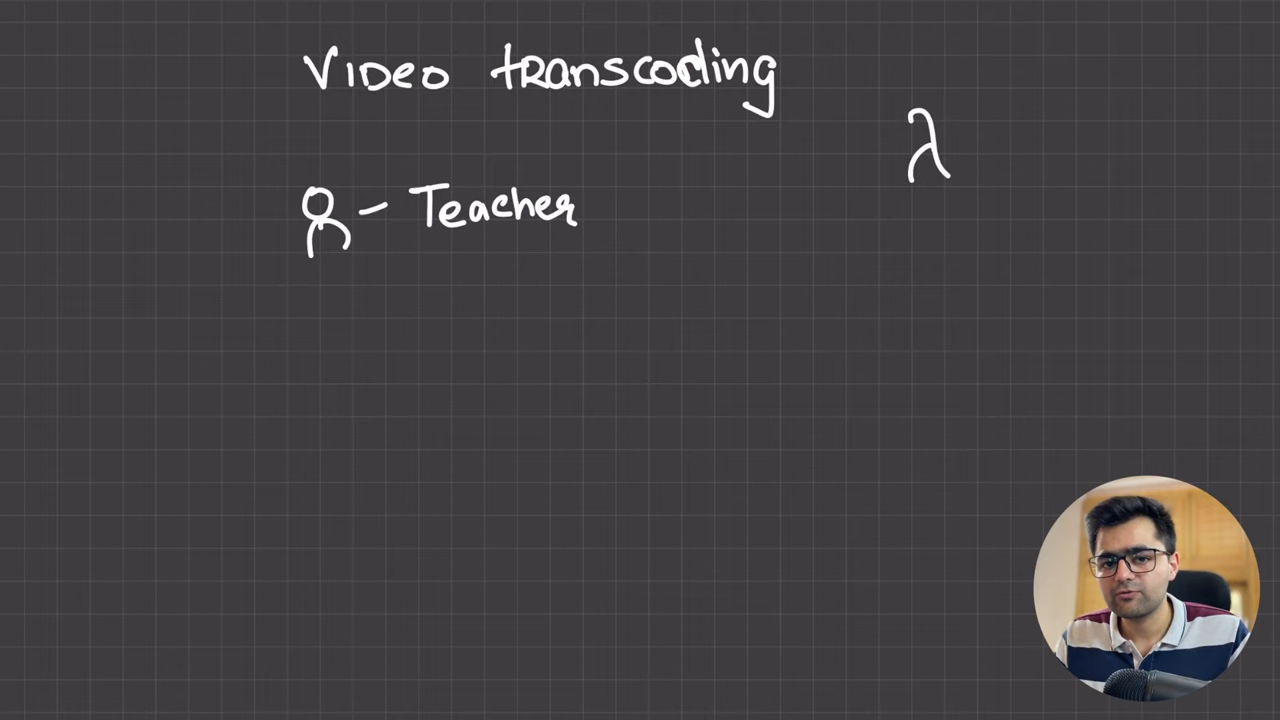 Video transcoding
λ
- Teacher